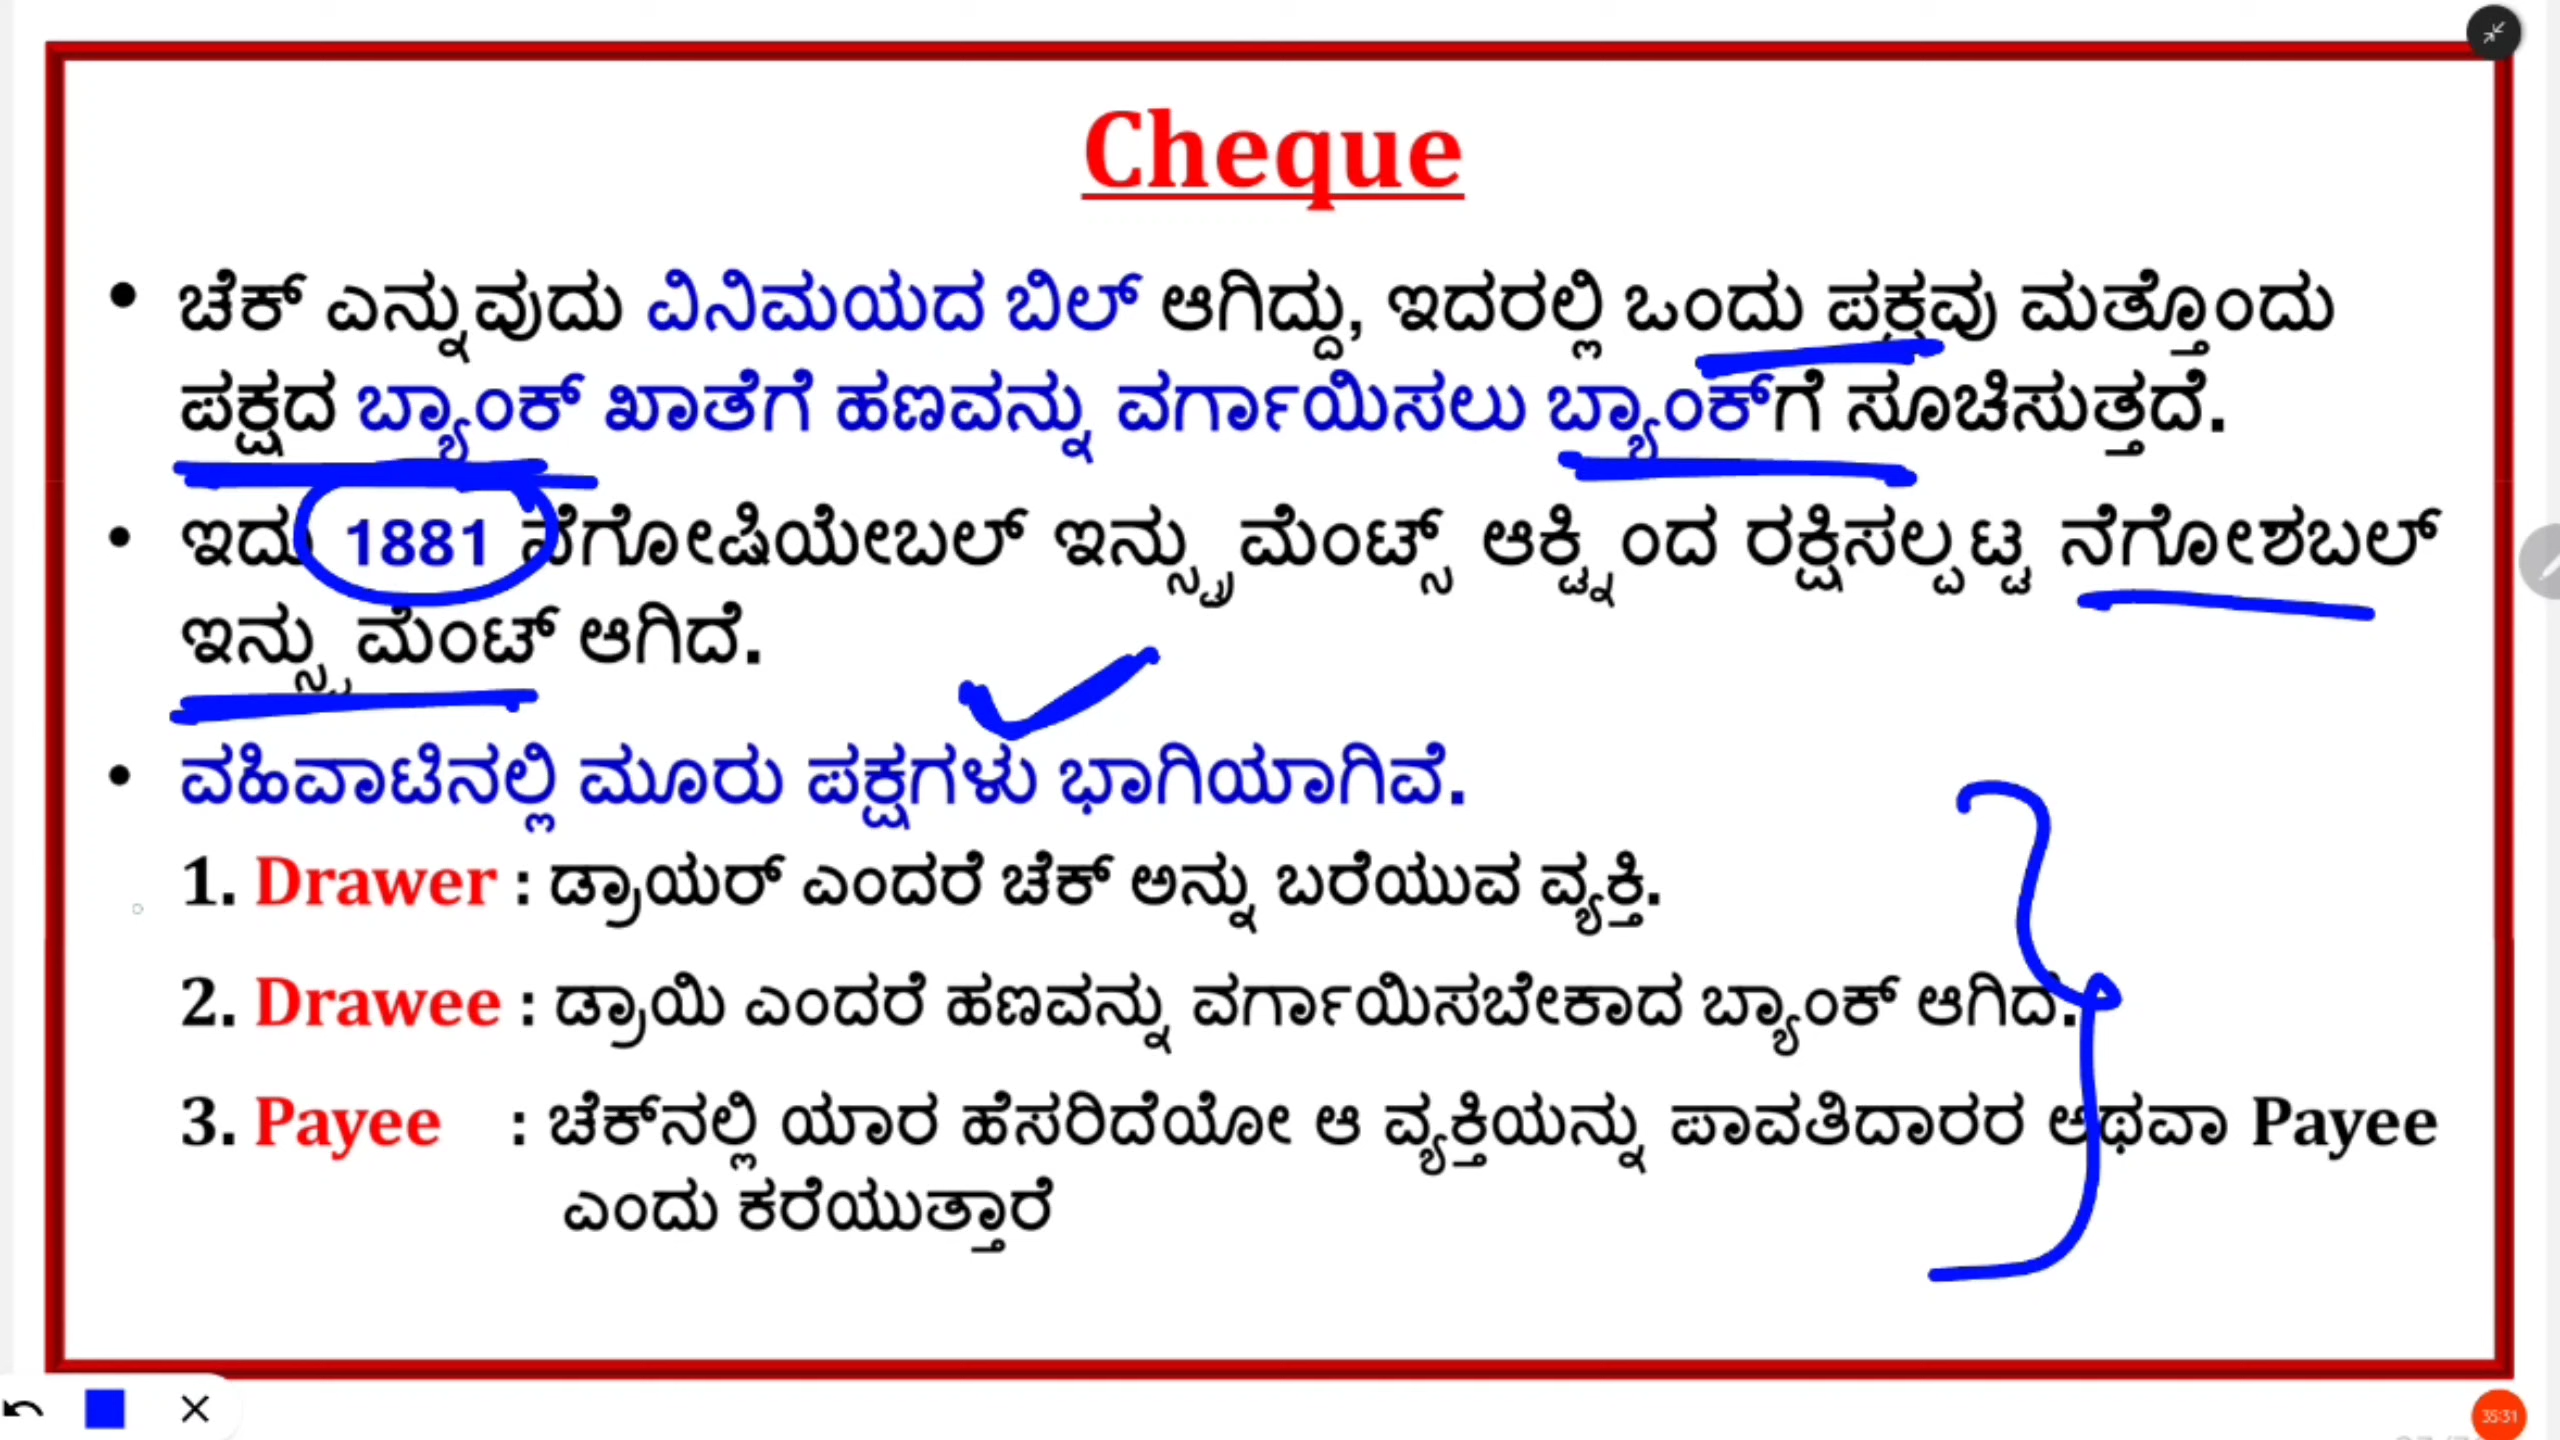 Cheque
• ಚೆಕ್ ಎನ್ನುವುದು ವಿನಿಮಯದ ಬಿಲ್ ಆಗಿದ್ದು, ಇದರಲ್ಲಿ ಒಂದು ಪಕ್ಷವು ಮತ್ತೊಂದು
ಪಕ್ಷದ ಬ್ಯಾಂಕ್ ಖಾತೆಗೆ ಹಣವನ್ನು ವರ್ಗಾಯಿಸಲು ಬ್ಯಾಂಕ್‌ಗೆ ಸೂಚಿಸುತ್ತದೆ.
• ಇದು 1881 ನೆಗೋಷಿಯೇಬಲ್ ಇನ್ಸ್ಟ್ರುಮೆಂಟ್ಸ್ ಆಕ್ಟ್ನಿಂದ ರಕ್ಷಿಸಲ್ಪಟ್ಟ ನೆಗೋಶಬಲ್
ಇನ್ಸ್ಟ್ರುಮೆಂಟ್ ಆಗಿದೆ.
• ವಹಿವಾಟಿನಲ್ಲಿ ಮೂರು ಪಕ್ಷಗಳು ಭಾಗಿಯಾಗಿವೆ.
1. Drawer : ಡ್ರಾಯರ್ ಎಂದರೆ ಚೆಕ್ ಅನ್ನು ಬರೆಯುವ ವ್ಯಕ್ತಿ.
2. Drawee : ಡ್ರಾಯಿ ಎಂದರೆ ಹಣವನ್ನು ವರ್ಗಾಯಿಸಬೇಕಾದ ಬ್ಯಾಂಕ್ ಆಗಿದೆ.
3. Payee : ಚೆಕ್‌ನಲ್ಲಿ ಯಾರ ಹೆಸರಿದೆಯೋ ಆ ವ್ಯಕ್ತಿಯನ್ನು ಪಾವತಿದಾರರ ಅಥವಾ Payee
ಎಂದು ಕರೆಯುತ್ತಾರೆ
35:31